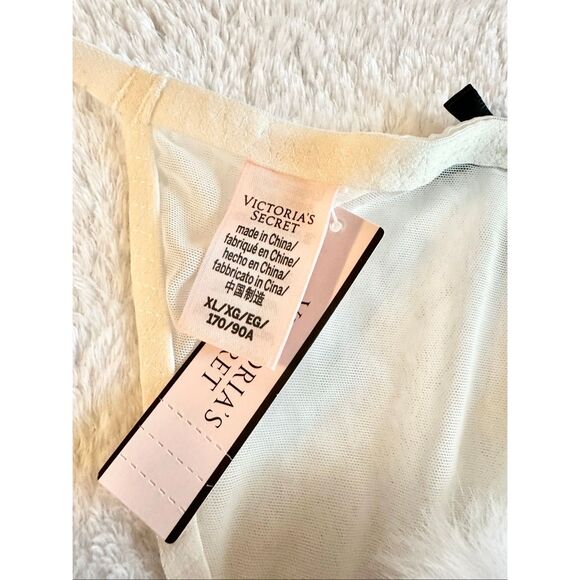 VICTORIA'S
SECRET
made in China/
fabriqué en Chine/
hecho en China/
fabbricato in Cina/
中国制造
XL/XG/EG/
170/90A